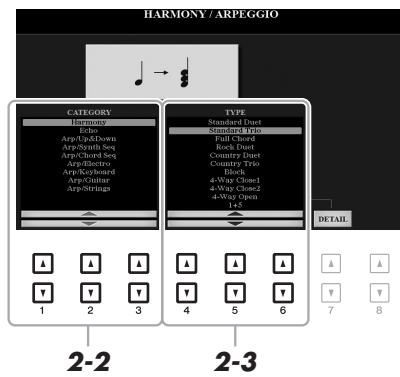 HARMONY / ARPEGGIO
CATEGORY
Harmony
Echo
Arp/Up&Down
Arp/Synth Seq
Arp/Chord Seq
Arp/Electro
Arp/Keyboard
Arp/Guitar
Arp/Strings
TYPE
Standard Duet
Standard Trio
Full Chord
Rock Duet
Country Duet
Country Trio
Block
4-Way Close1
4-Way Close2
4-Way Open
1+5
DETAIL
1 2 3 4 5 6 7 8
2-2 2-3